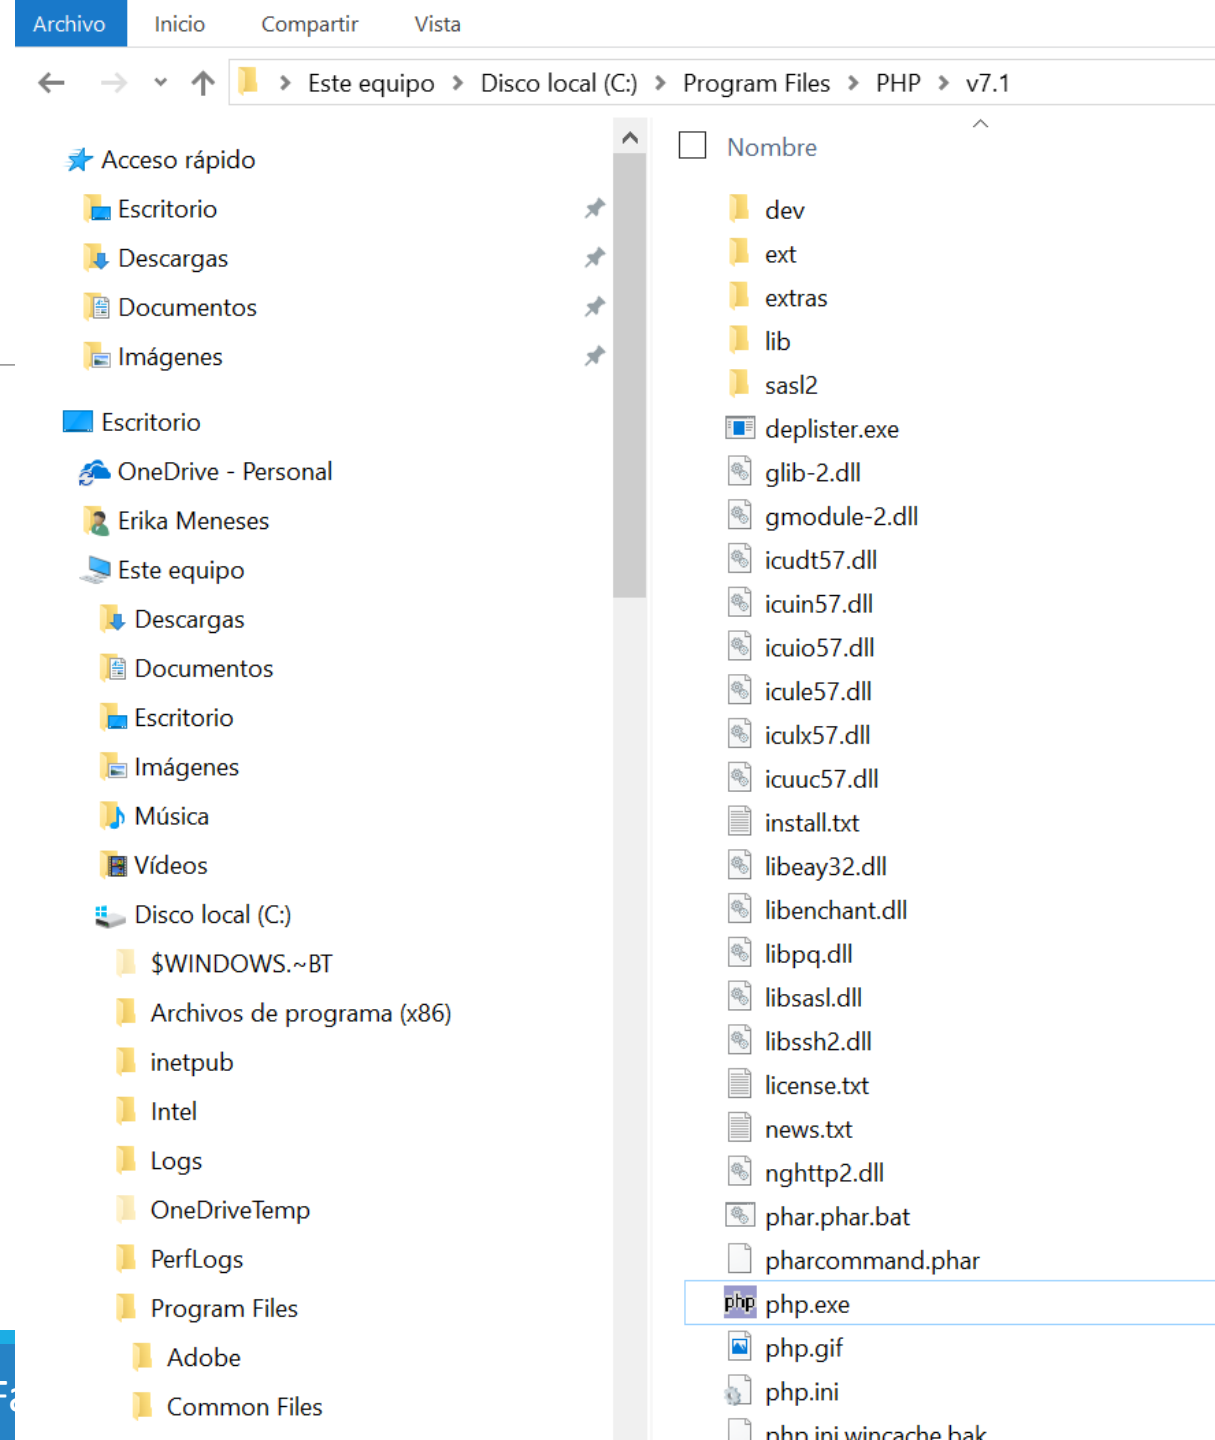 Archivo Inicio Compartir Vista
Este equipo Disco local (C:) Program Files PHP v7.1
Acceso rápido
Escritorio
Descargas
Documentos
Imágenes
Escritorio
OneDrive - Personal
Erika Meneses
Este equipo
Descargas
Documentos
Escritorio
Imágenes
Música
Vídeos
Disco local (C:)
$WINDOWS.~BT
Archivos de programa (x86)
inetpub
Intel
Logs
OneDriveTemp
PerfLogs
Program Files
Adobe
Common Files
Nombre
dev
ext
extras
lib
sasl2
deplister.exe
glib-2.dll
gmodule-2.dll
icudt57.dll
icuin57.dll
icuio57.dll
icule57.dll
iculx57.dll
icuuc57.dll
install.txt
libeay32.dll
libenchant.dll
libpq.dll
libsasl.dll
libssh2.dll
license.txt
news.txt
nghttp2.dll
phar.phar.bat
pharcommand.phar
php php.exe
php.gif
php.ini
php.ini.wincache.bak